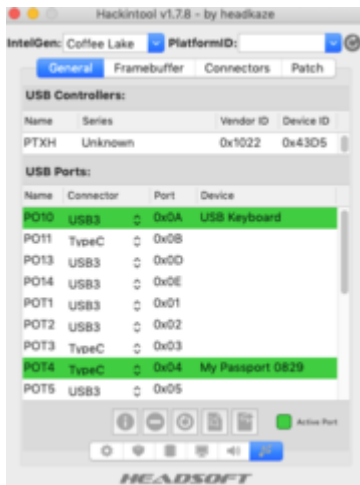 Hackintool v1.7.8 - by headkaze
IntelGen: Coffee Lake PlatformID:
General Framebuffer Connectors Patch
USB Controllers:
Name Series Vendor ID Device ID
PTXH Unknown 0x1022 0x43D5
USB Ports:
Name Connector Port Device
PO10 USB3 0x0A USB Keyboard
PO11 TypeC 0x0B
PO13 USB3 0x0D
PO14 USB3 0x0E
POT1 USB3 0x01
POT2 USB3 0x02
POT3 TypeC 0x03
POT4 TypeC 0x04 My Passport 0829
POT5 USB3 0x05
Active Port
HEADSOFT